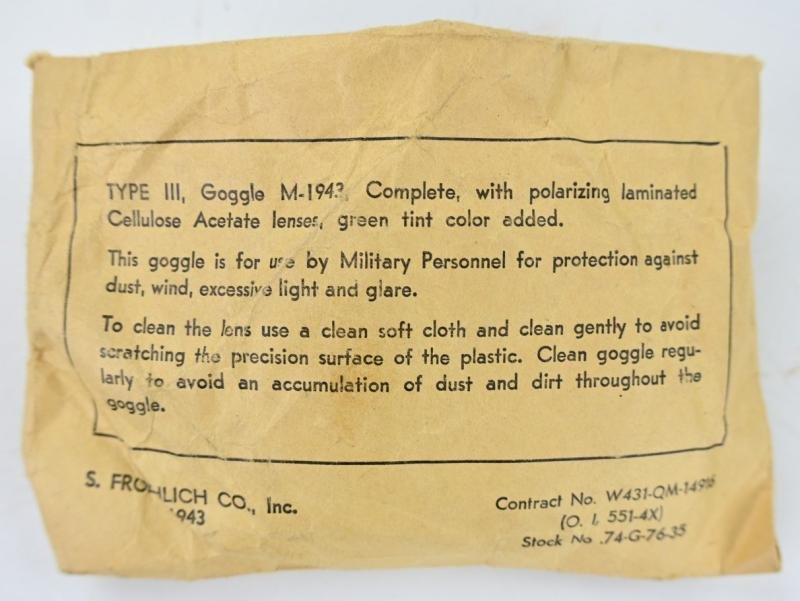 TYPE III, Goggle M-1943, Complete, with polarizing laminated
Cellulose Acetate lenses, green tint color added.
This goggle is for use by Military Personnel for protection against
dust, wind, excessive light and glare.
To clean the lens use a clean soft cloth and clean gently to avoid
scratching the precision surface of the plastic. Clean goggle regu-
larly to avoid an accumulation of dust and dirt throughout the
goggle.
S. FROHLICH CO., Inc.
1943
Contract No. W431-QM-14916
(O. I. 551-4X)
Stock No .74-G-76-35